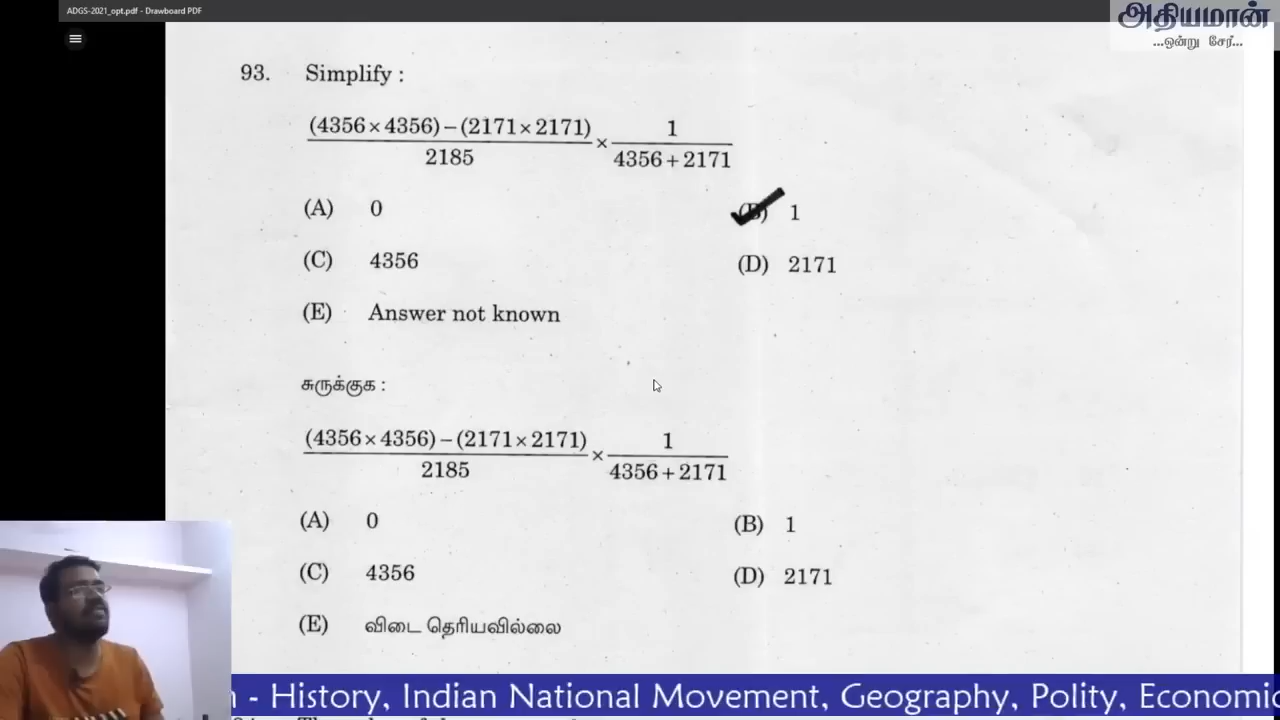 ADGS-2021_opt.pdf - Drawboard PDF
அதியமான்
...ஒன்று சேர்...
93. Simplify :
(4356×4356)–(2171×2171) / 2185 × 1 / 4356+2171
(A) 0
(B) 1
(C) 4356
(D) 2171
(E) Answer not known
சுருக்குக :
(4356×4356)–(2171×2171) / 2185 × 1 / 4356+2171
(A) 0
(B) 1
(C) 4356
(D) 2171
(E) விடை தெரியவில்லை
- History, Indian National Movement, Geography, Polity, Economic